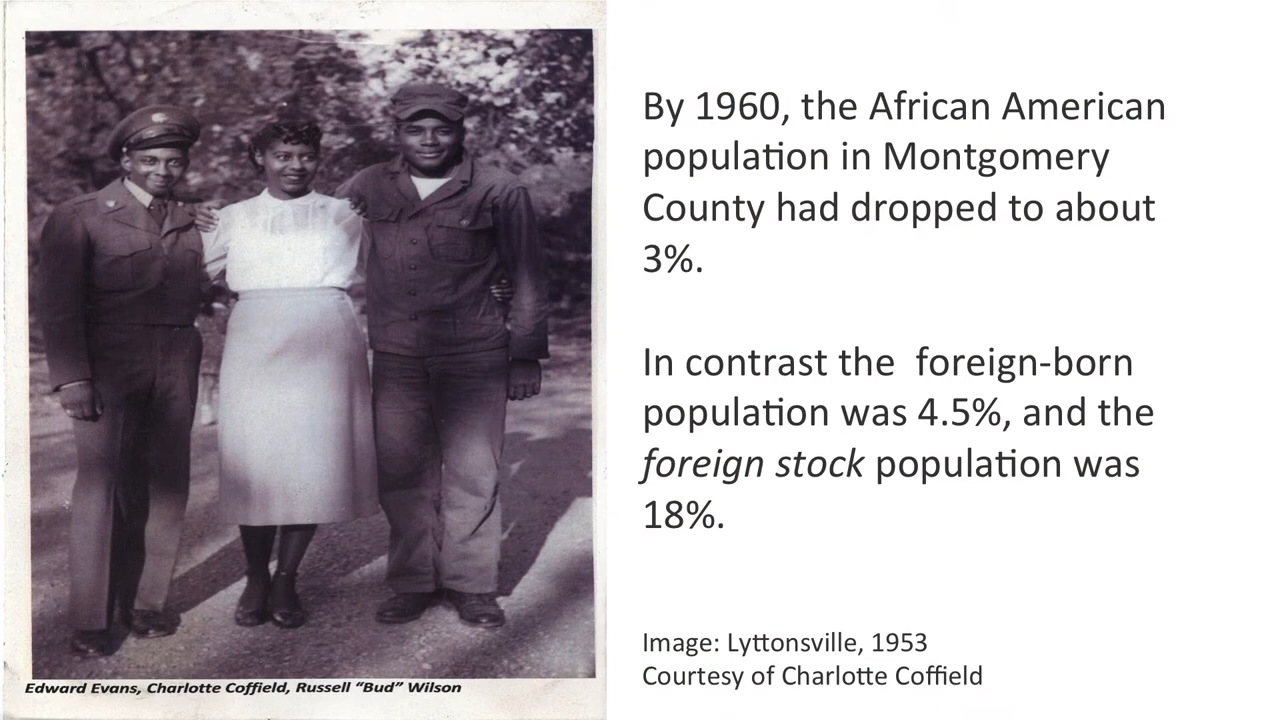 By 1960, the African American
population in Montgomery
County had dropped to about
3%.
In contrast the  foreign-born
population was 4.5%, and the
foreign stock population was
18%.
Image: Lyttonsville, 1953
Courtesy of Charlotte Coffield
Edward Evans, Charlotte Coffield, Russell “Bud” Wilson